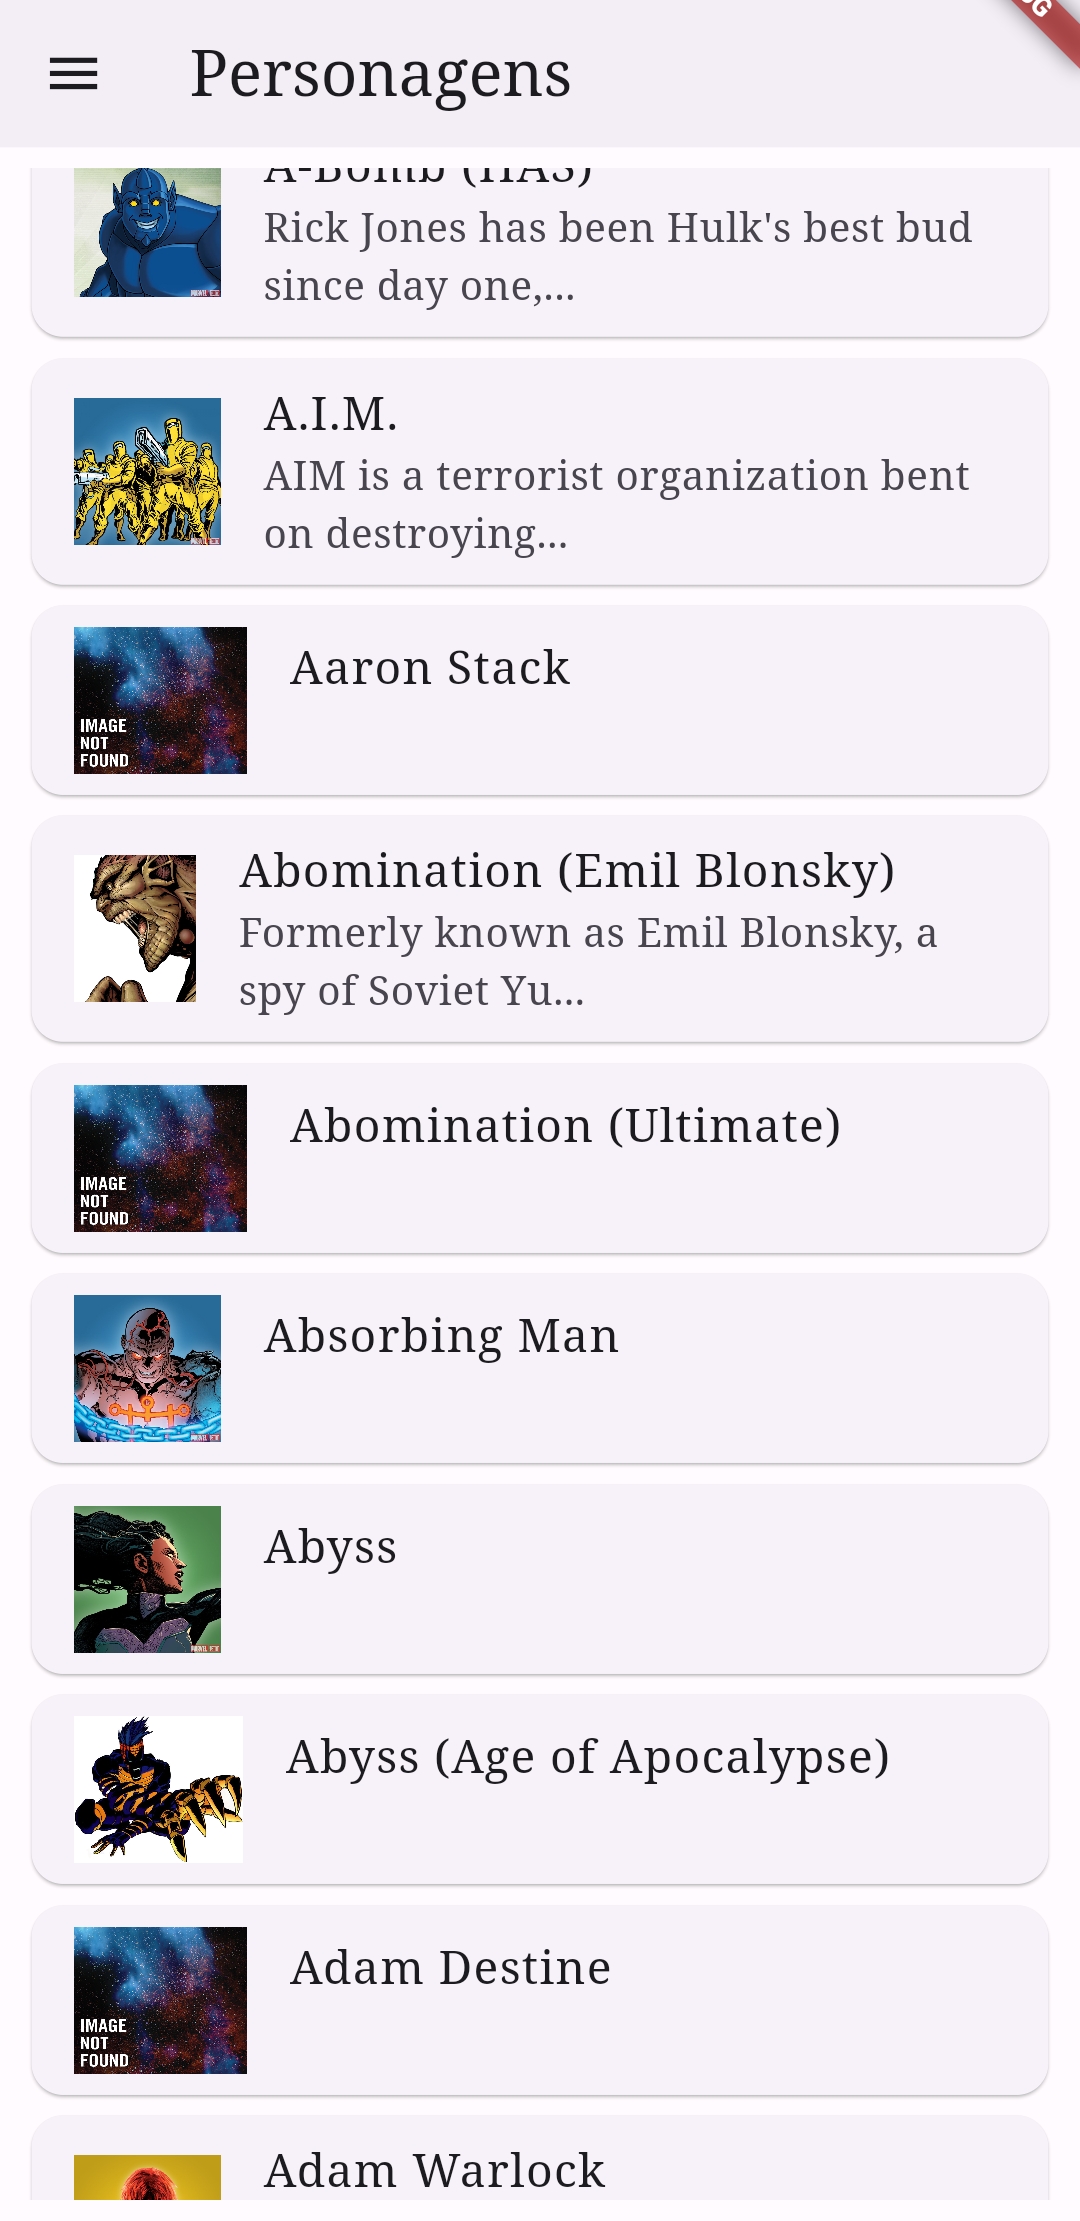 Personagens
A-Bomb (HAS)
Rick Jones has been Hulk's best bud
since day one,...
A.I.M.
AIM is a terrorist organization bent
on destroying...
Aaron Stack
IMAGE
NOT
FOUND
Abomination (Emil Blonsky)
Formerly known as Emil Blonsky, a
spy of Soviet Yu...
Abomination (Ultimate)
IMAGE
NOT
FOUND
Absorbing Man
Abyss
Abyss (Age of Apocalypse)
Adam Destine
IMAGE
NOT
FOUND
Adam Warlock